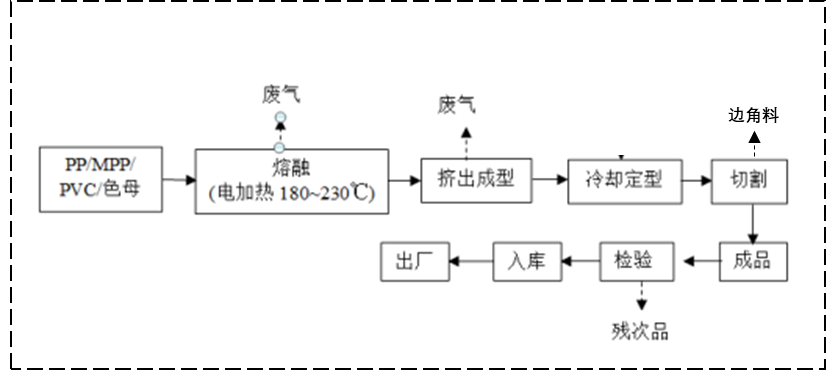 废气
废气
边角料
PP/MPP/
PVC/色母
熔融
(电加热 180~230℃)
挤出成型
冷却定型
切割
出厂
入库
检验
成品
残次品